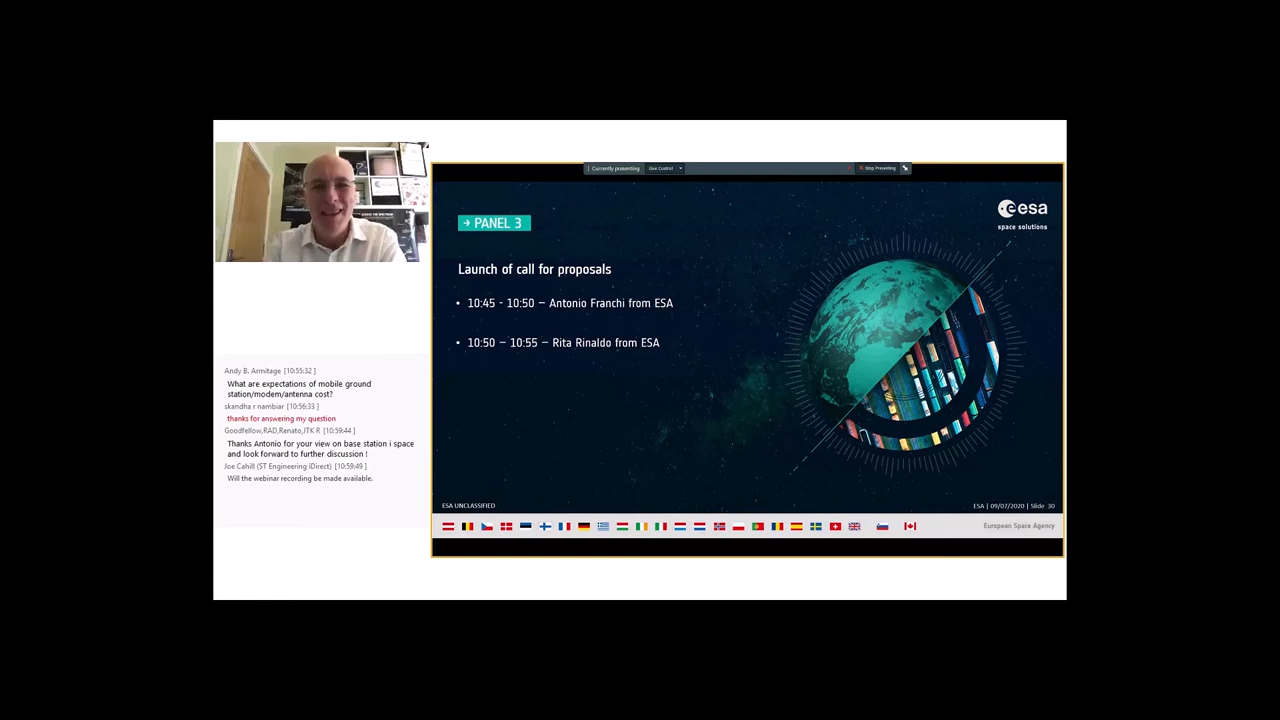 Currently presenting
Give Control
Stop Presenting
→ PANEL 3
esa
space solutions
Launch of call for proposals
• 10:45 - 10:50 – Antonio Franchi from ESA
• 10:50 – 10:55 – Rita Rinaldo from ESA
ESA UNCLASSIFIED
ESA | 09/07/2020 | Slide 30
European Space Agency
Andy B. Armitage [10:55:32 ]
What are expectations of mobile ground
station/modem/antenna cost?
skandha r nambiar [10:56:33 ]
thanks for answering my question
Goodfellow,RAD,Renato,JTK R [10:59:44 ]
Thanks Antonio for your view on base station i space
and look forward to further discussion !
Joe Cahill (ST Engineering iDirect) [10:59:49 ]
Will the webinar recording be made available.